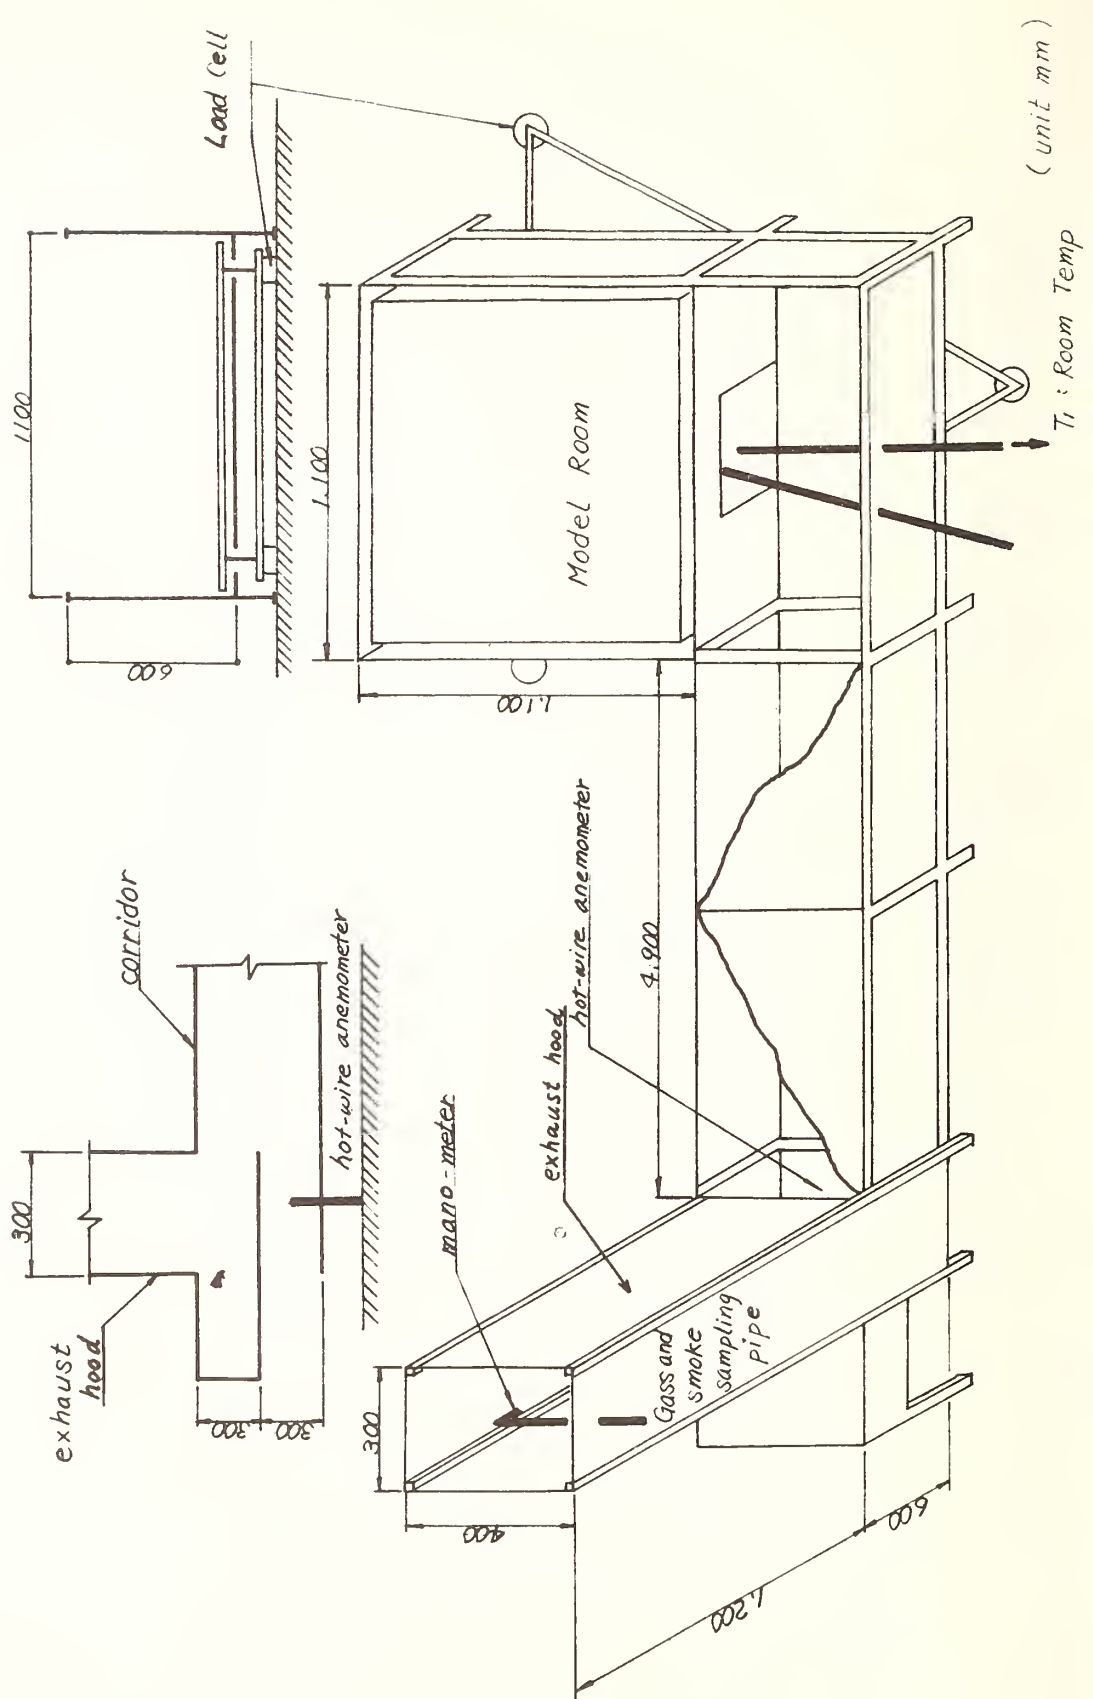 300
exhaust
hood
corridor
300
300
hot-wire anemometer
1100
600
Load Cell
mano-meter
300
400
Gass and
smoke
sampling
pipe
exhaust hood
hot-wire anemometer
4.900
1.100
1.100
Model Room
1.200
600
T₁ : Room Temp
(unit mm)